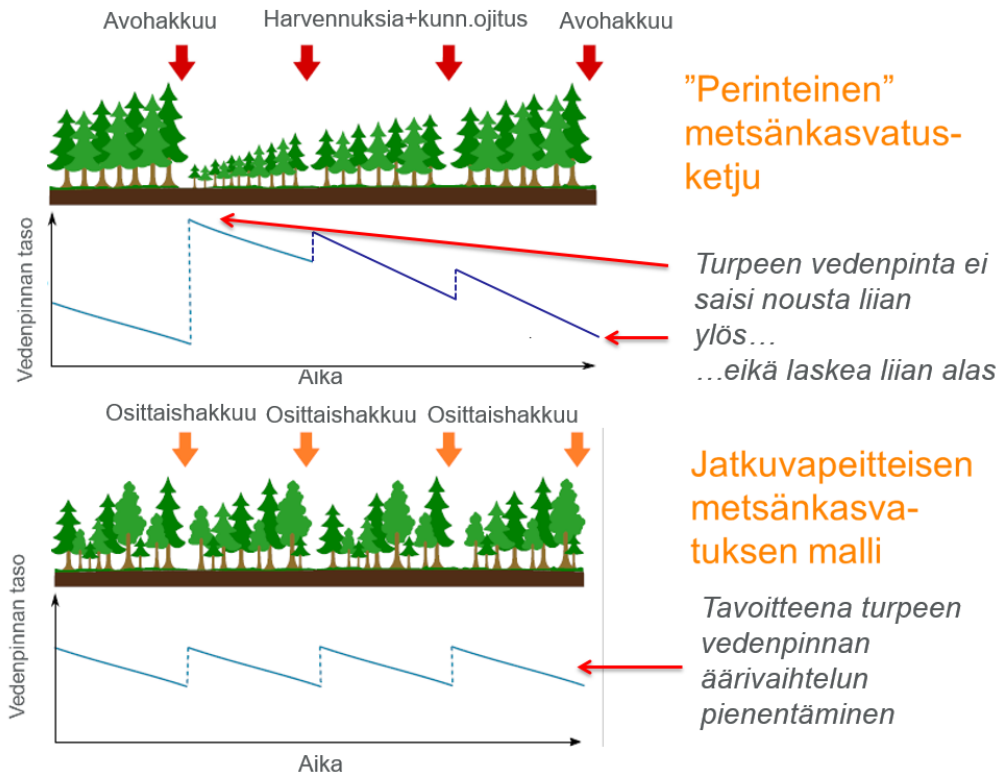 Avohakkuu
Harvennuksia+kunn.ojitus
Avohakkuu
"Perinteinen"
metsänkasvatus-
ketju
Vedenpinnan taso
Aika
Turpeen vedenpinta ei
saisi nousta liian
ylös...
...eikä laskea liian alas
Osittaishakkuu
Osittaishakkuu
Osittaishakkuu
Jatkuvapeitteisen
metsänkasva-
tuksen malli
Vedenpinnan taso
Aika
Tavoitteena turpeen
vedenpinnan
äärivaihtelun
pienentäminen